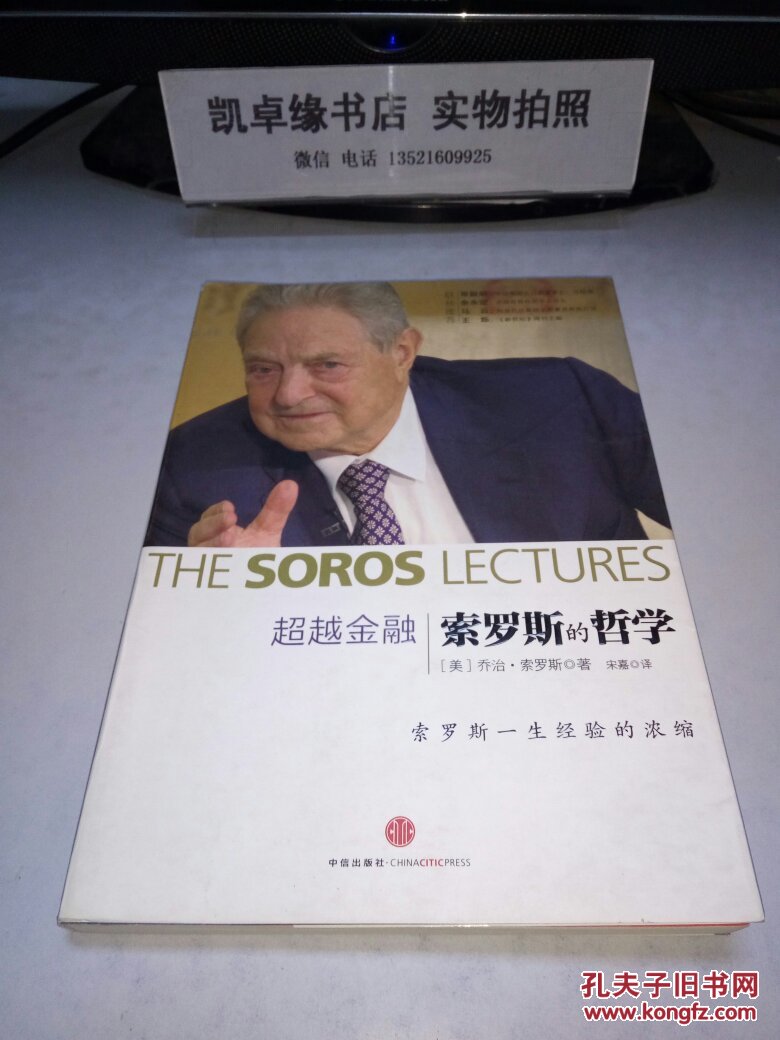 凯卓缘书店 实物拍照
微信 电话 13521609925
THE SOROS LECTURES
超越金融 索罗斯的哲学
[美] 乔治·索罗斯◎著 宋嘉◎译
索罗斯一生经验的浓缩
中信出版社·CHINACITICPRESS
孔夫子旧书网
www.kongfz.com